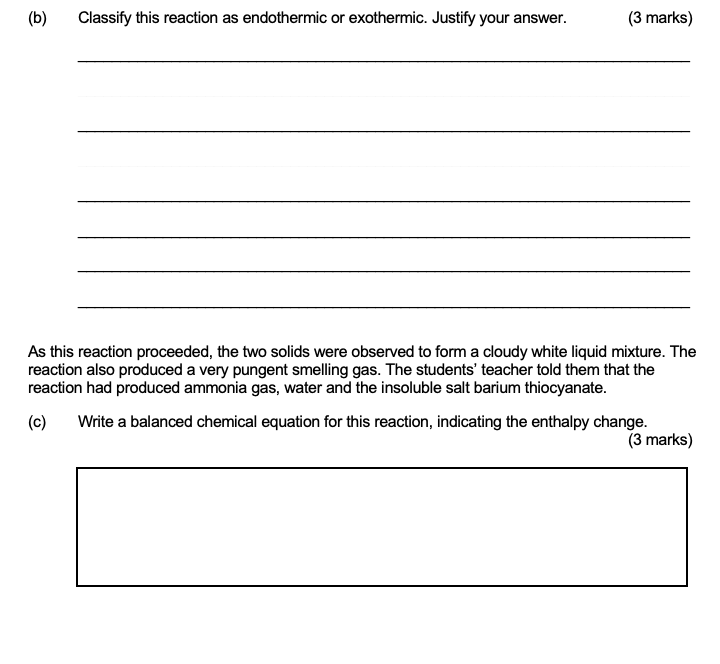 (b) Classify this reaction as endothermic or exothermic. Justify your answer. (3 marks)
As this reaction proceeded, the two solids were observed to form a cloudy white liquid mixture. The
reaction also produced a very pungent smelling gas. The students' teacher told them that the
reaction had produced ammonia gas, water and the insoluble salt barium thiocyanate.
(c) Write a balanced chemical equation for this reaction, indicating the enthalpy change.
(3 marks)